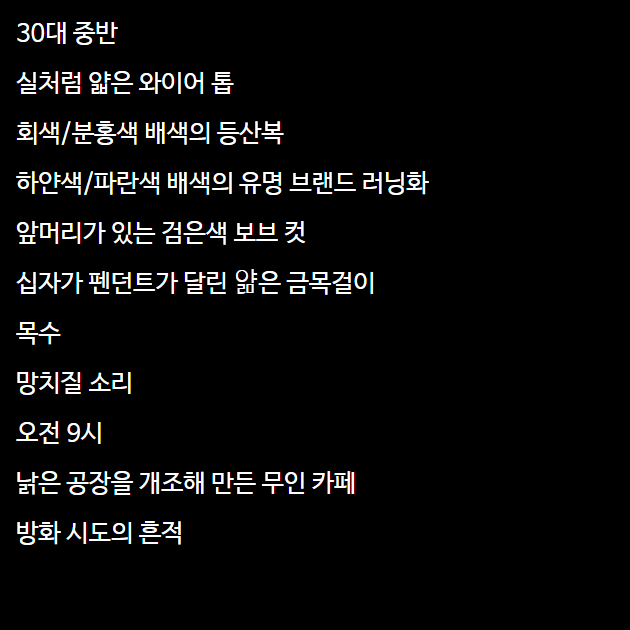 30대 중반
실처럼 얇은 와이어 톱
회색/분홍색 배색의 등산복
하얀색/파란색 배색의 유명 브랜드 러닝화
앞머리가 있는 검은색 보브 컷
십자가 펜던트가 달린 얊은 금목걸이
목수
망치질 소리
오전 9시
낡은 공장을 개조해 만든 무인 카페
방화 시도의 흔적